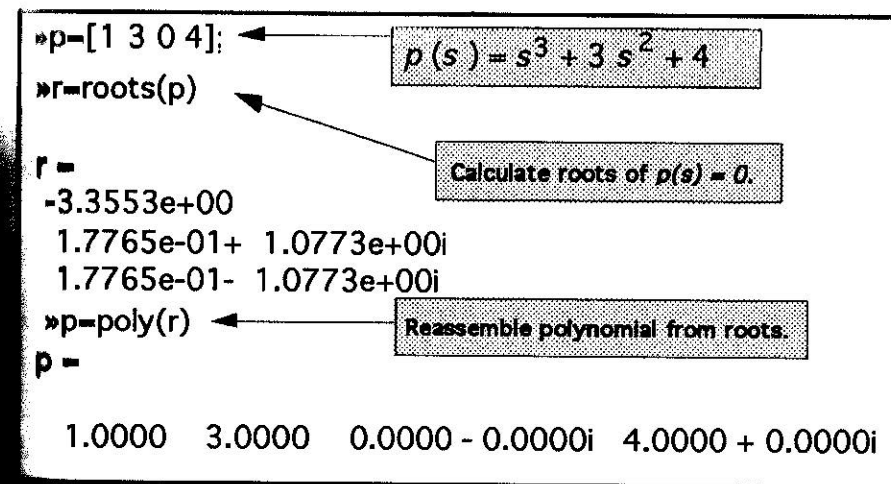 »p=[1 3 0 4];
p(s) = s³ + 3 s² + 4
»r=roots(p)
Calculate roots of p(s) = 0.
r =
-3.3553e+00
1.7765e-01+ 1.0773e+00i
1.7765e-01- 1.0773e+00i
»p=poly(r)
Reassemble polynomial from roots.
p =
1.0000 3.0000 0.0000 - 0.0000i 4.0000 + 0.0000i